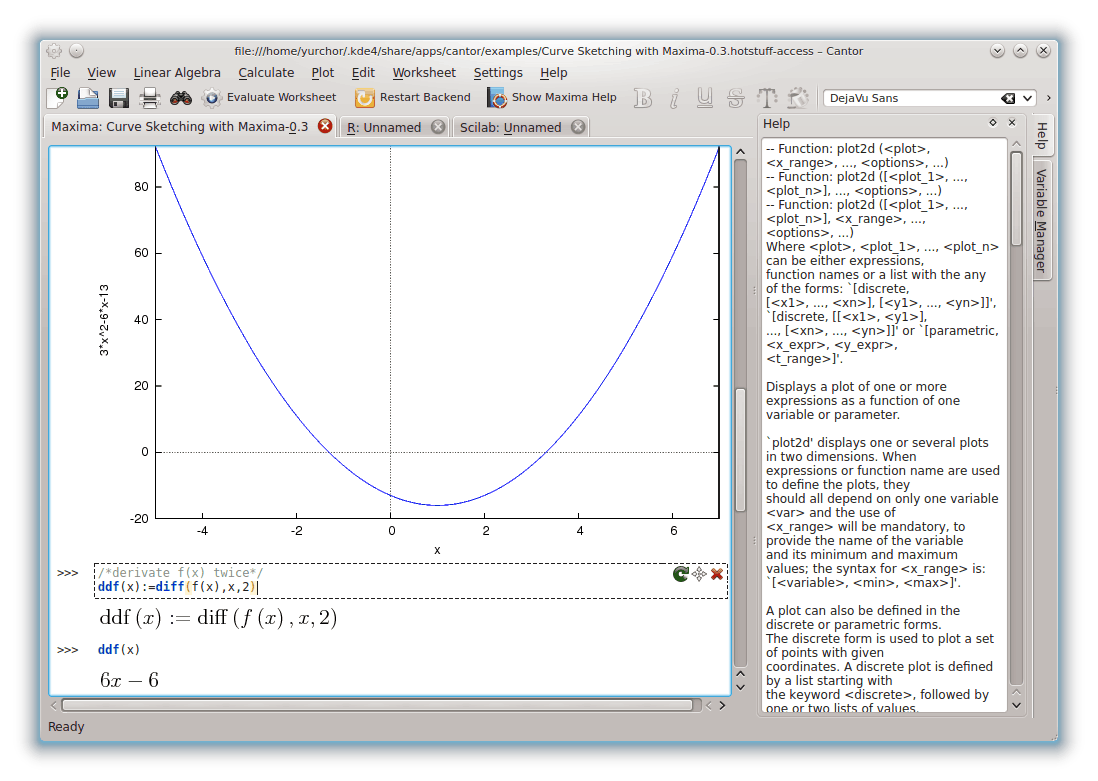 file:///home/yurchor/.kde4/share/apps/cantor/examples/Curve Sketching with Maxima-0.3.hotstuff-access – Cantor
File View Linear Algebra Calculate Plot Edit Worksheet Settings Help
Evaluate Worksheet Restart Backend Show Maxima Help B i U S T DejaVu Sans
Maxima: Curve Sketching with Maxima-0.3 R: Unnamed Scilab: Unnamed
80
60
40
20
0
-20
3*x^2-6*x-13
-4 -2 0 2 4 6
x
>>> /*derivate f(x) twice*/
ddf(x):=diff(f(x),x,2)
ddf (x) := diff (f (x) , x, 2)
>>> ddf(x)
6x − 6
Ready
Help
-- Function: plot2d (<plot>,
<x_range>, ..., <options>, ...)
-- Function: plot2d ([<plot_1>, ...,
<plot_n>], ..., <options>, ...)
-- Function: plot2d ([<plot_1>, ...,
<plot_n>], <x_range>, ...,
<options>, ...)
Where <plot>, <plot_1>, ..., <plot_n>
can be either expressions,
function names or a list with the any
of the forms: `[discrete,
[<x1>, ..., <xn>], [<y1>, ..., <yn>]]',
`[discrete, [[<x1>, <y1>],
..., [<xn>, ..., <yn>]]' or `[parametric,
<x_expr>, <y_expr>,
<t_range>]'.
Displays a plot of one or more
expressions as a function of one
variable or parameter.
`plot2d' displays one or several plots
in two dimensions. When
expressions or function name are used
to define the plots, they
should all depend on only one variable
<var> and the use of
<x_range> will be mandatory, to
provide the name of the variable
and its minimum and maximum
values; the syntax for <x_range> is:
`[<variable>, <min>, <max>]'.
A plot can also be defined in the
discrete or parametric forms.
The discrete form is used to plot a set
of points with given
coordinates. A discrete plot is defined
by a list starting with
the keyword <discrete>, followed by
one or two lists of values.
Help
Variable Manager